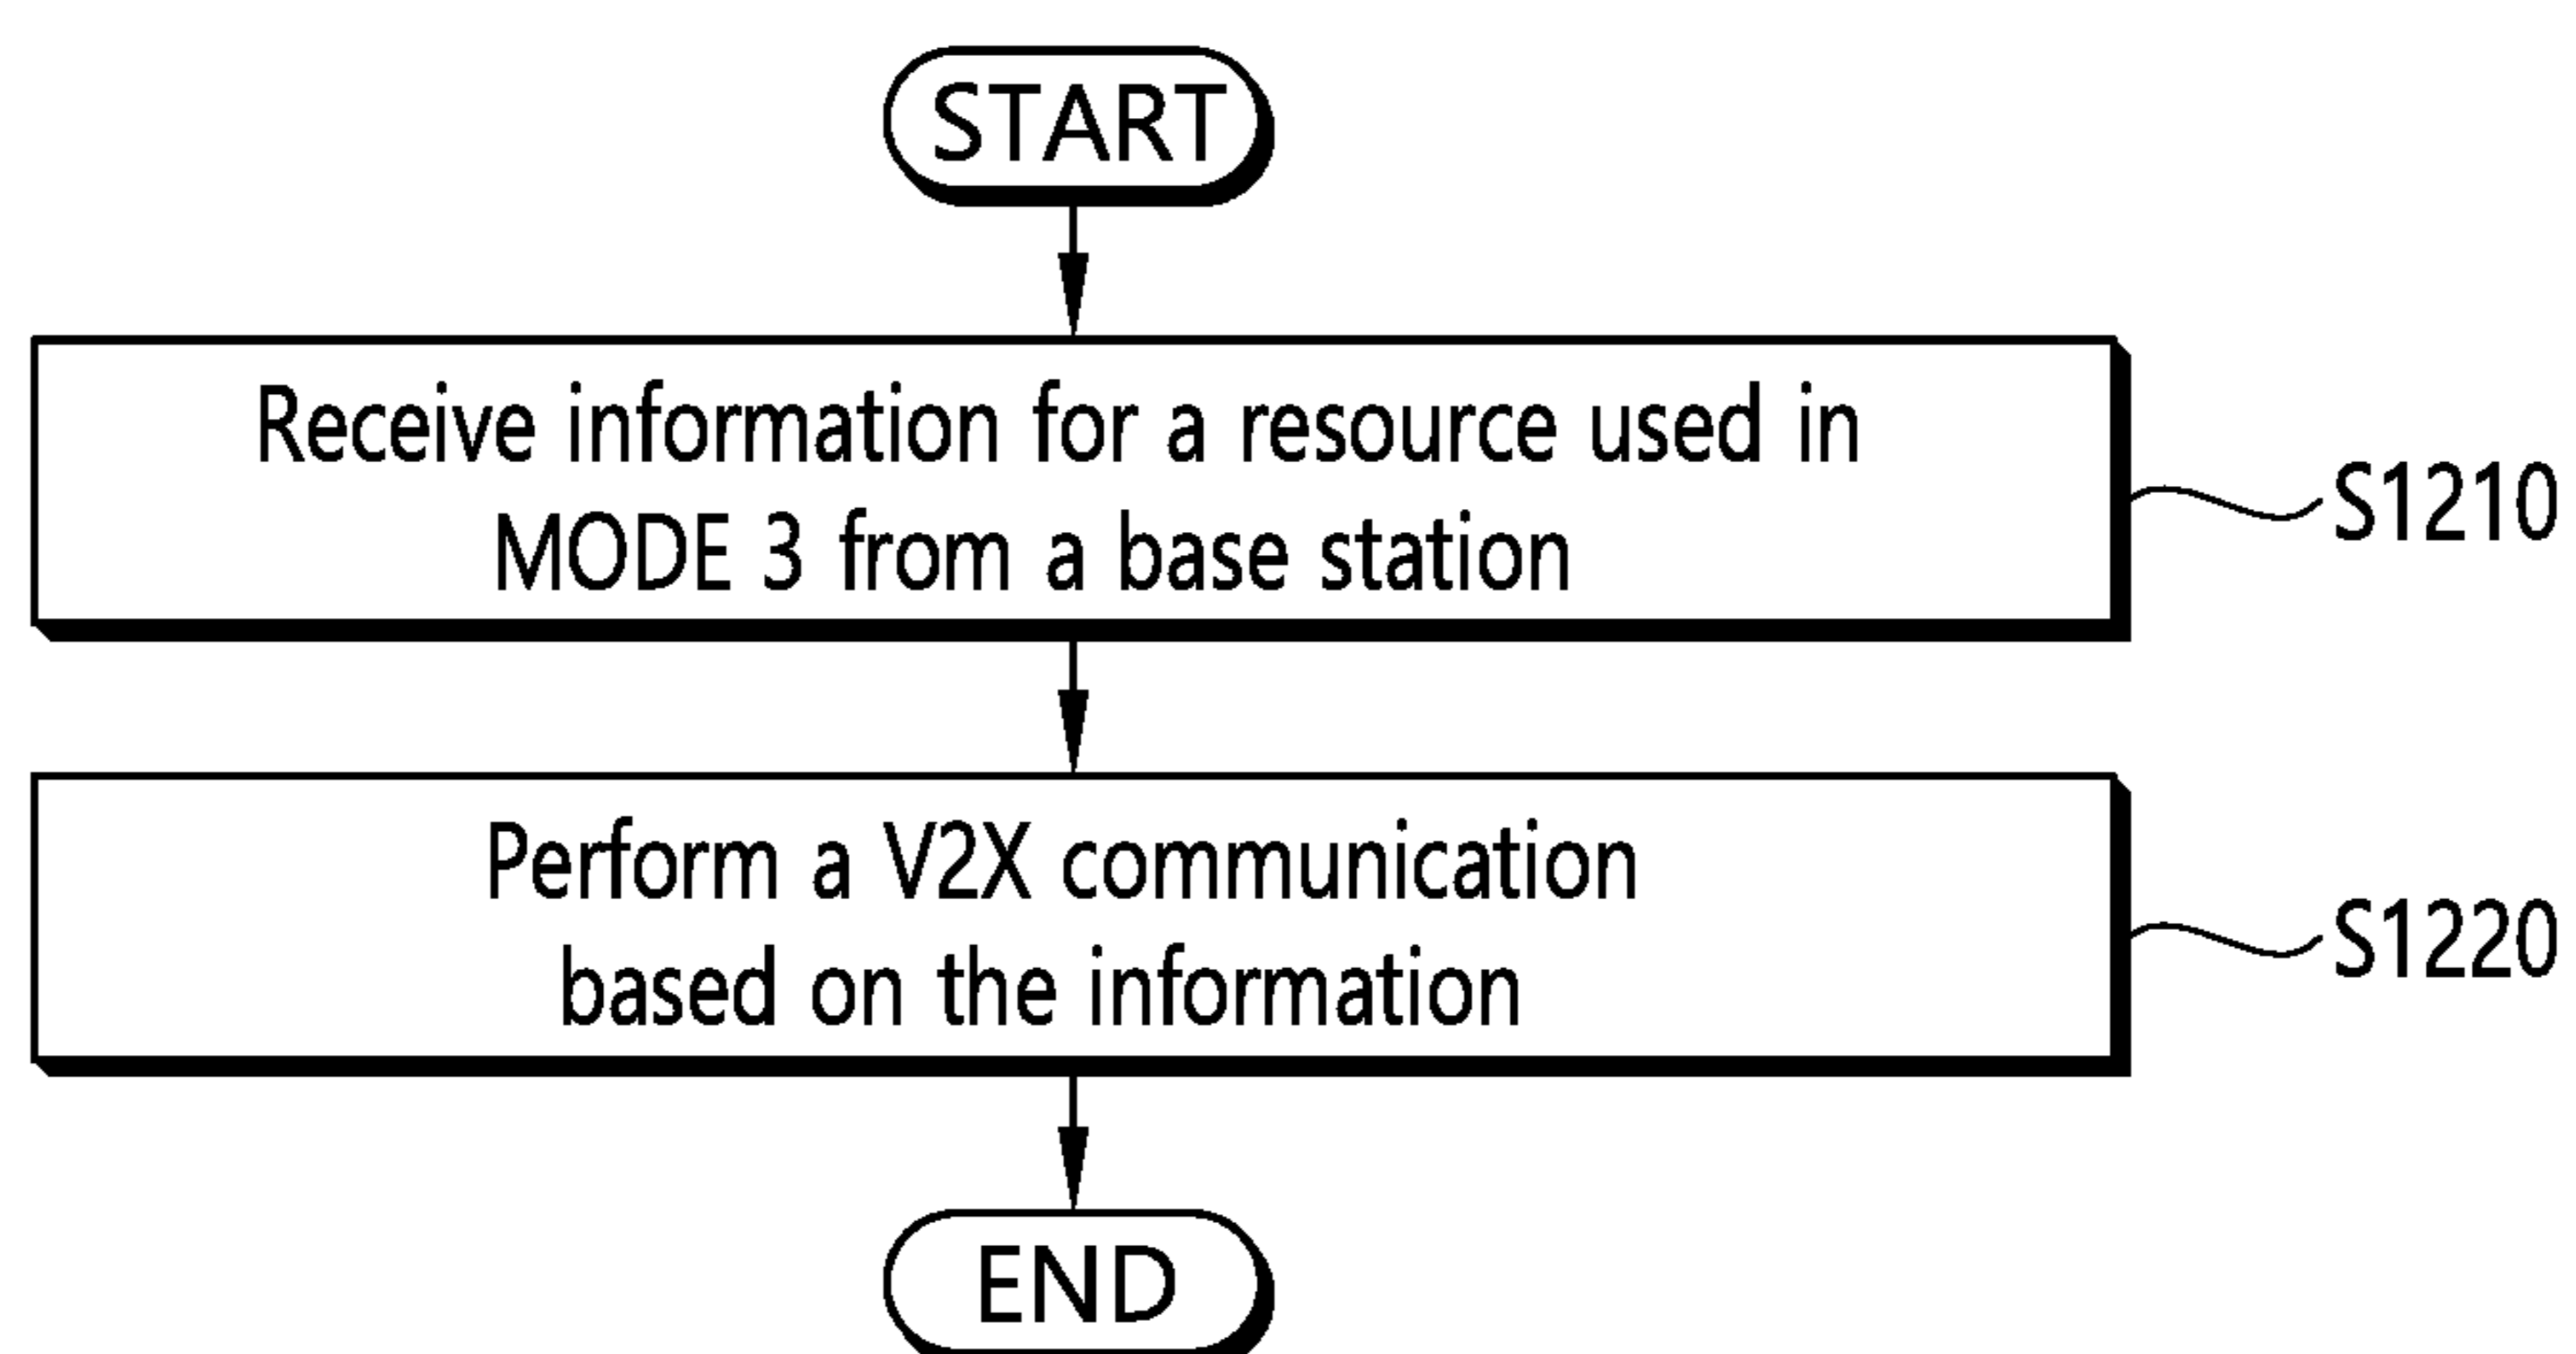 START
Receive information for a resource used in
MODE 3 from a base station
S1210
Perform a V2X communication
based on the information
S1220
END